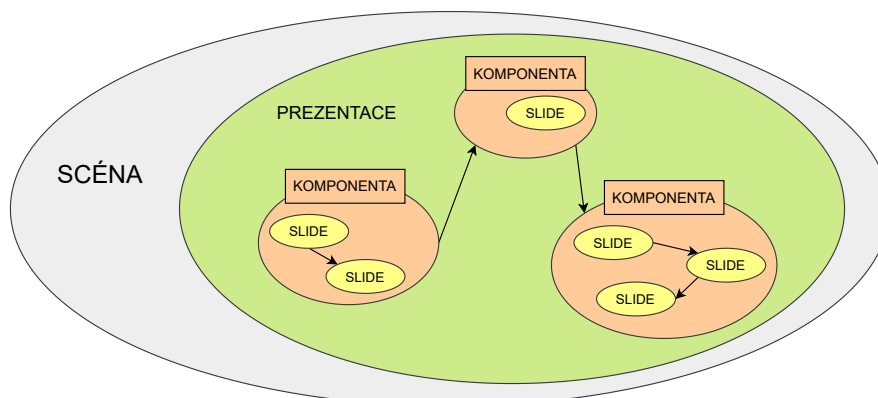 KOMPONENTA
SLIDE
PREZENTACE
SCÉNA
KOMPONENTA
SLIDE
SLIDE
KOMPONENTA
SLIDE
SLIDE
SLIDE